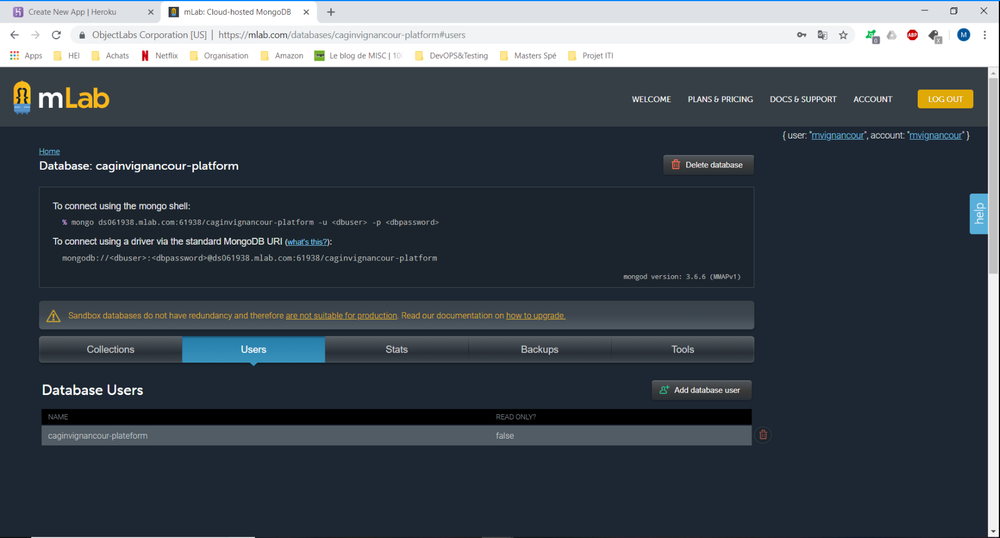 Create New App | Heroku
mLab: Cloud-hosted MongoDB
ObjectLabs Corporation [US] | https://mlab.com/databases/caginvignancour-platform#users
0
ABP
x
M
Apps HEI Achats Netflix Organisation Amazon Le blog de MISC | 100 DevOPS&Testing Masters Spé Projet ITI
mLab
WELCOME PLANS & PRICING DOCS & SUPPORT ACCOUNT LOG OUT
{ user: "mvignancour", account: "mvignancour" }
Home
Database: caginvignancour-platform
Delete database
To connect using the mongo shell:
% mongo ds061938.mlab.com:61938/caginvignancour-platform -u <dbuser> -p <dbpassword>
To connect using a driver via the standard MongoDB URI (what's this?):
mongodb://<dbuser>:<dbpassword>@ds061938.mlab.com:61938/caginvignancour-platform
mongod version: 3.6.6 (MMAPv1)
help
Sandbox databases do not have redundancy and therefore are not suitable for production. Read our documentation on how to upgrade.
Collections Users Stats Backups Tools
Database Users
Add database user
NAME READ ONLY?
caginvignancour-plateform false